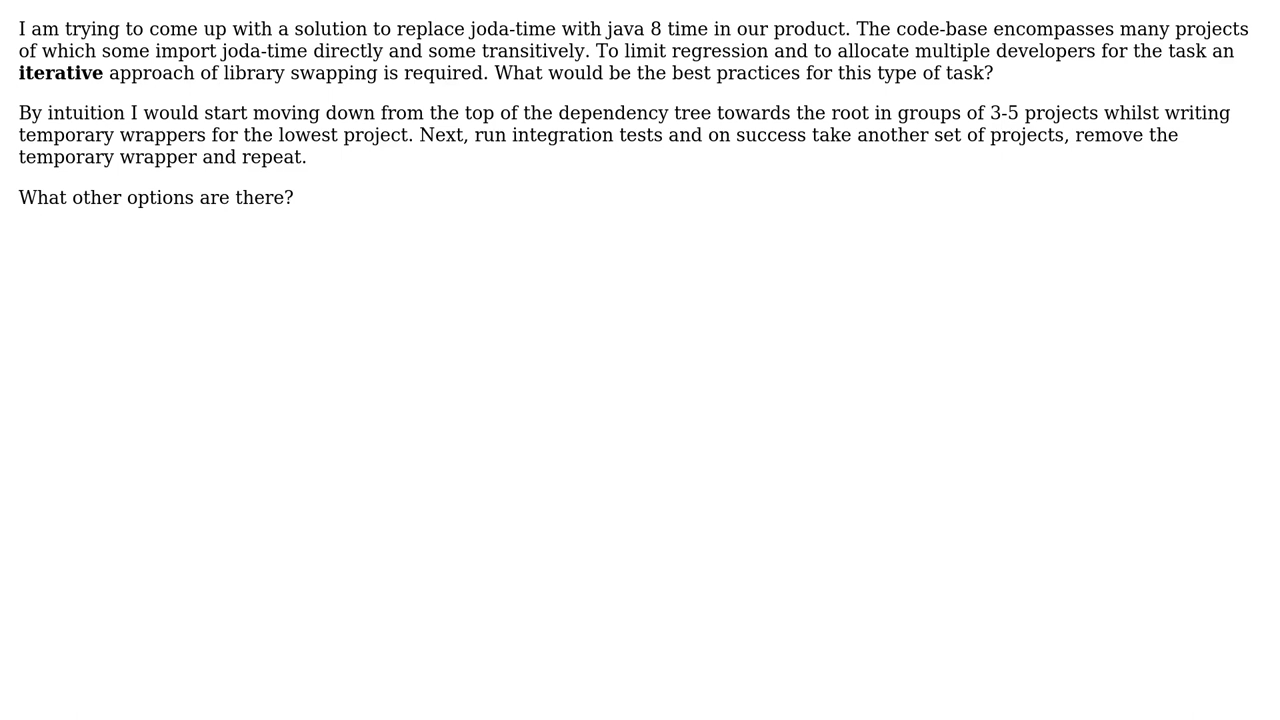 I am trying to come up with a solution to replace joda-time with java 8 time in our product. The code-base encompasses many projects
of which some import joda-time directly and some transitively. To limit regression and to allocate multiple developers for the task an
iterative approach of library swapping is required. What would be the best practices for this type of task?
By intuition I would start moving down from the top of the dependency tree towards the root in groups of 3-5 projects whilst writing
temporary wrappers for the lowest project. Next, run integration tests and on success take another set of projects, remove the
temporary wrapper and repeat.
What other options are there?